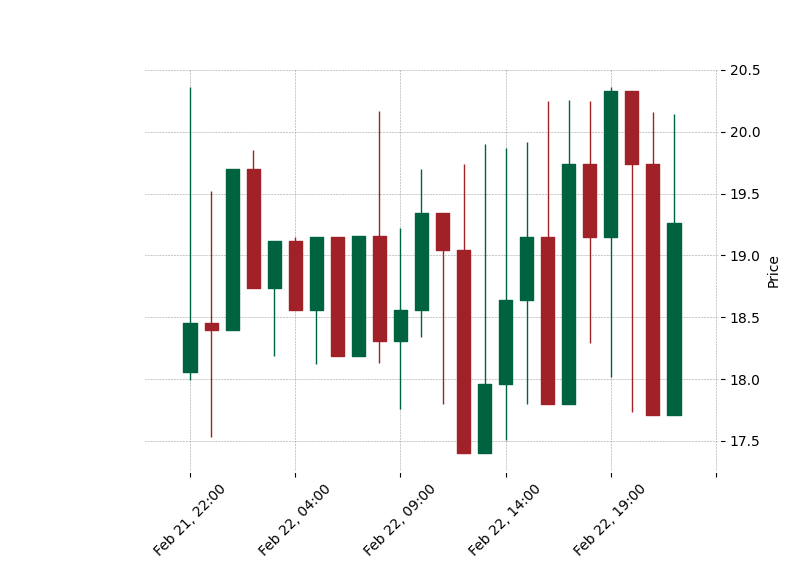 20.5
20.0
19.5
19.0
18.5
18.0
17.5
Price
Feb 21, 22:00
Feb 22, 04:00
Feb 22, 09:00
Feb 22, 14:00
Feb 22, 19:00